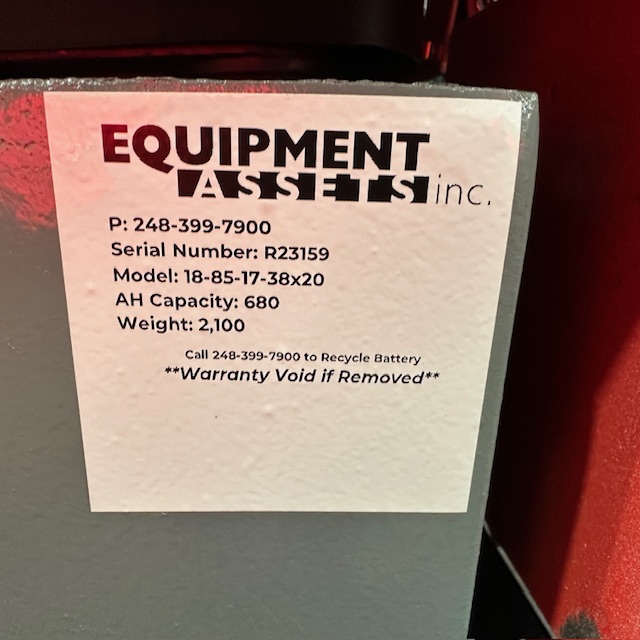 EQUIPMENT
ASSETS inc.
P: 248-399-7900
Serial Number: R23159
Model: 18-85-17-38x20
AH Capacity: 680
Weight: 2,100
Call 248-399-7900 to Recycle Battery
**Warranty Void if Removed**